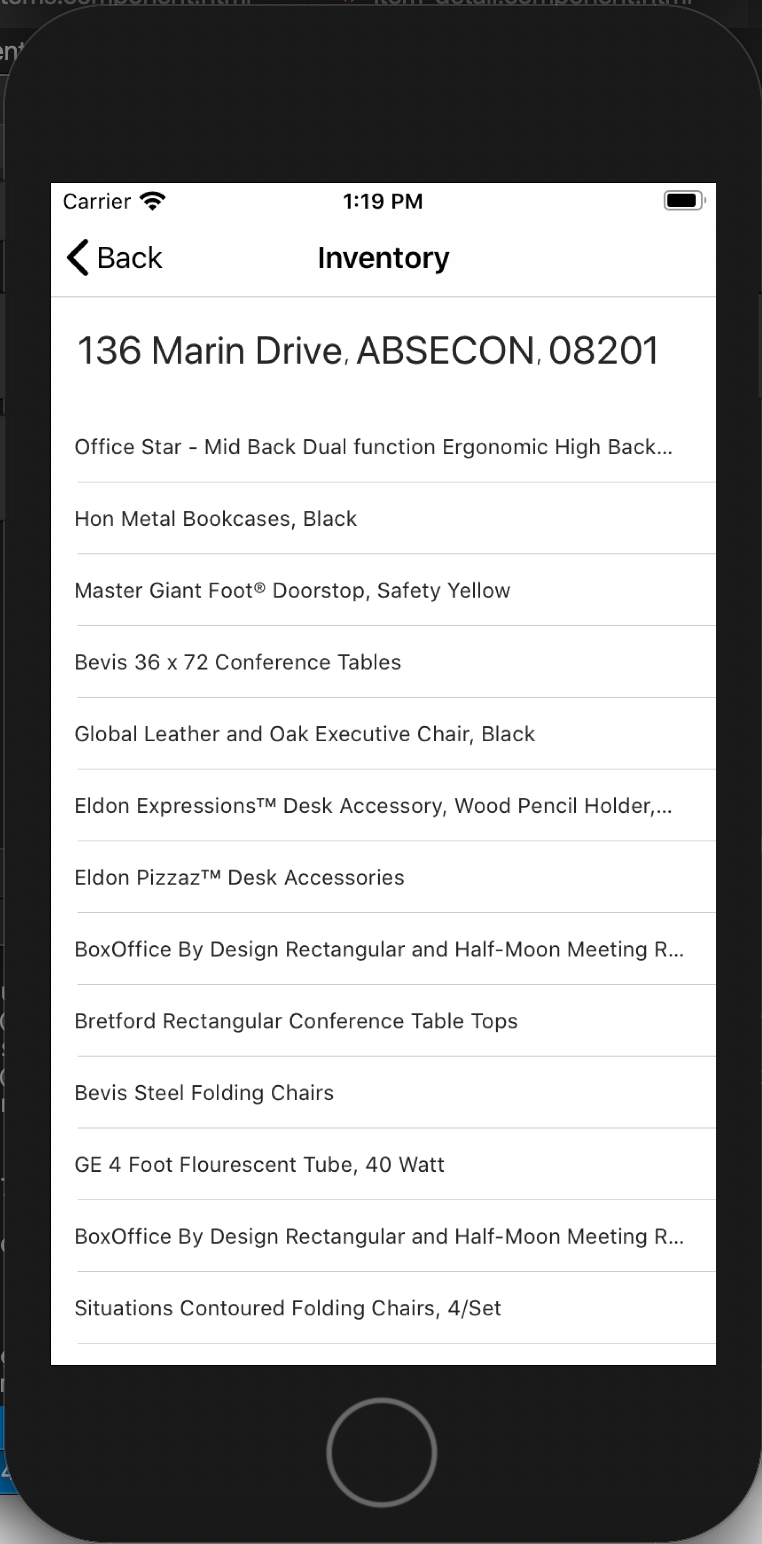 Carrier 1:19 PM
Back Inventory
136 Marin Drive, ABSECON, 08201
Office Star - Mid Back Dual function Ergonomic High Back...
Hon Metal Bookcases, Black
Master Giant Foot® Doorstop, Safety Yellow
Bevis 36 x 72 Conference Tables
Global Leather and Oak Executive Chair, Black
Eldon Expressions™ Desk Accessory, Wood Pencil Holder,...
Eldon Pizzaz™ Desk Accessories
BoxOffice By Design Rectangular and Half-Moon Meeting R...
Bretford Rectangular Conference Table Tops
Bevis Steel Folding Chairs
GE 4 Foot Flourescent Tube, 40 Watt
BoxOffice By Design Rectangular and Half-Moon Meeting R...
Situations Contoured Folding Chairs, 4/Set